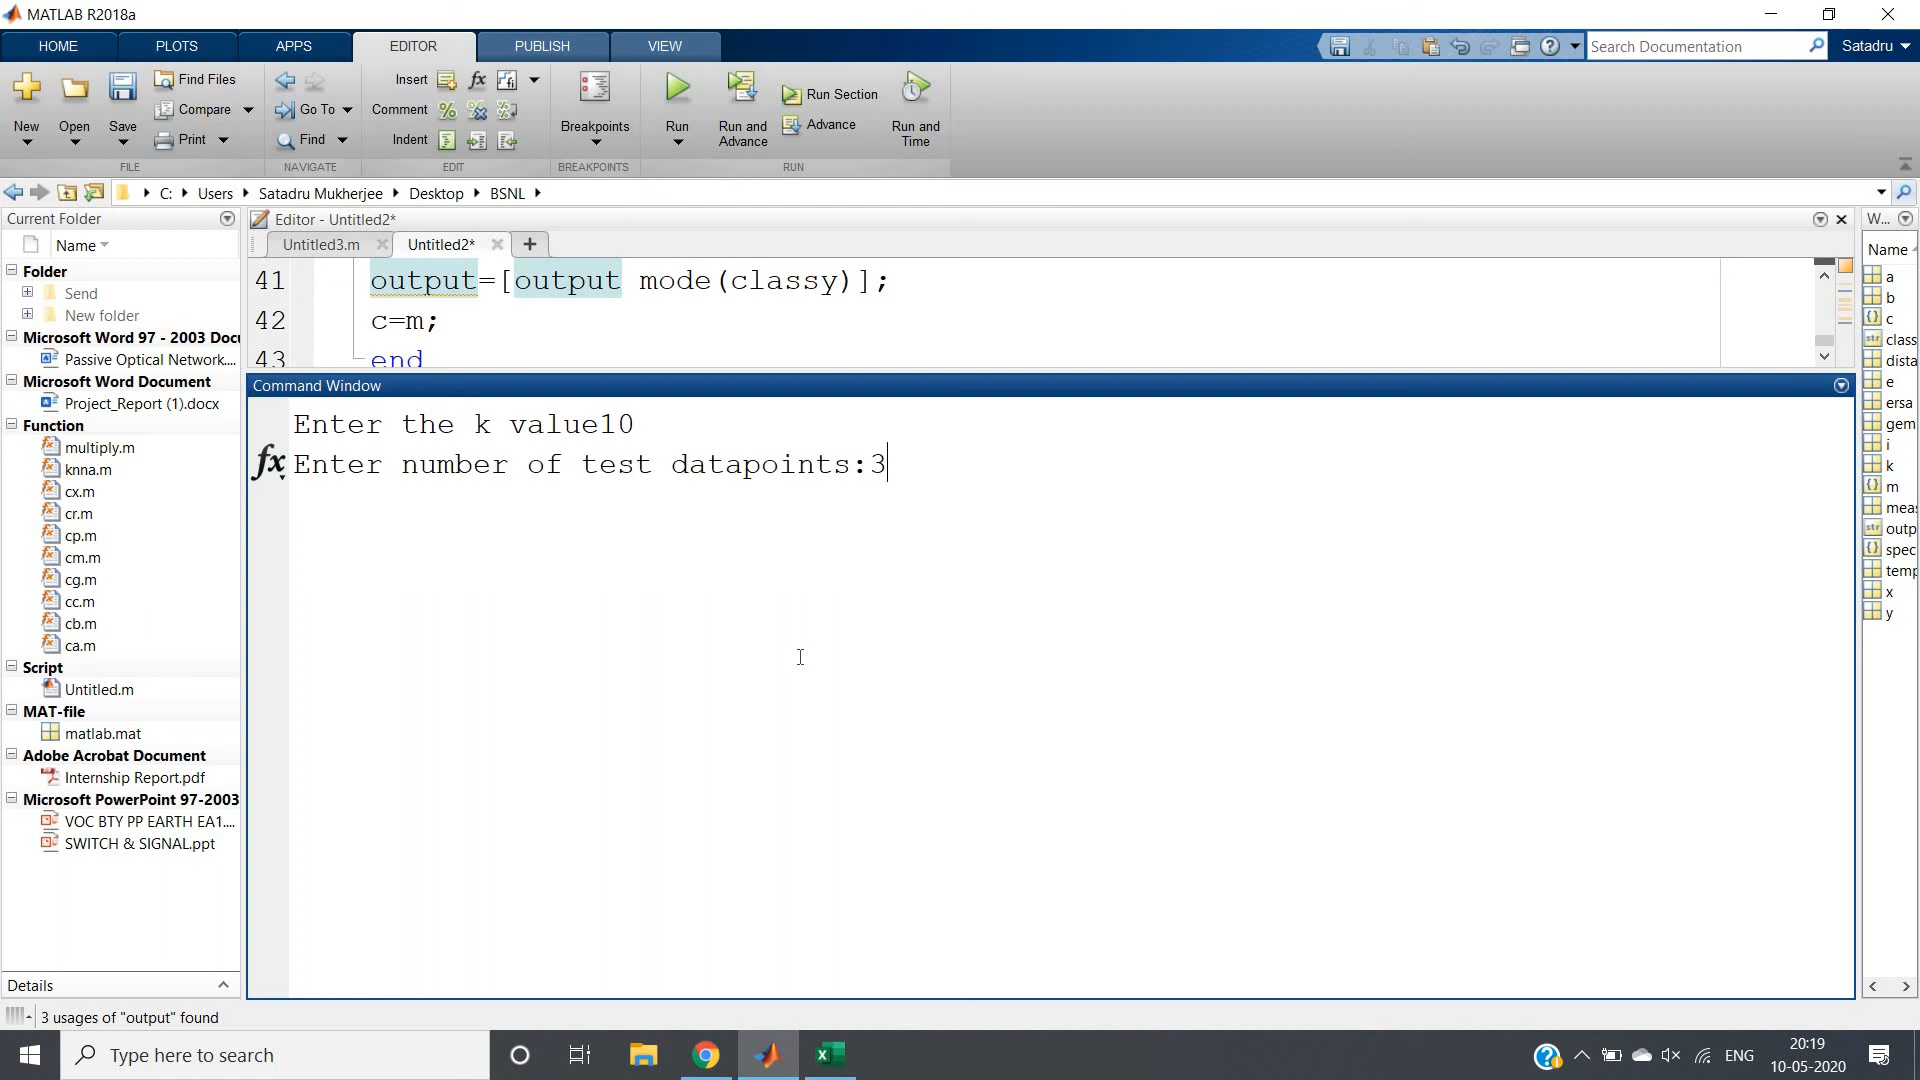 MATLAB R2018a
HOME PLOTS APPS EDITOR PUBLISH VIEW
Search Documentation
Satadru
New
Open
Save
Find Files
Compare
Print
FILE
Go To
Find
NAVIGATE
Insert
Comment
Indent
EDIT
Breakpoints
BREAKPOINTS
Run
Run and Advance
Run Section
Advance
Run and Time
RUN
C: Users Satadru Mukherjee Desktop BSNL
Current Folder
Name
Folder
Send
New folder
Microsoft Word 97 - 2003 Docu
Passive Optical Network....
Microsoft Word Document
Project_Report (1).docx
Function
multiply.m
knna.m
cx.m
cr.m
cp.m
cm.m
cg.m
cc.m
cb.m
ca.m
Script
Untitled.m
MAT-file
matlab.mat
Adobe Acrobat Document
Internship Report.pdf
Microsoft PowerPoint 97-2003
VOC BTY PP EARTH EA1....
SWITCH & SIGNAL.ppt
Details
Editor - Untitled2*
Untitled3.m Untitled2*
41 output=[output mode(classy)];
42 c=m;
43 end
Command Window
Enter the k value10
fx Enter number of test datapoints:3
W...
Name
a
b
c
class
dista
e
ersa
gem
i
k
m
meas
outp
spec
temp
x
y
3 usages of "output" found
Type here to search
ENG
20:19
10-05-2020